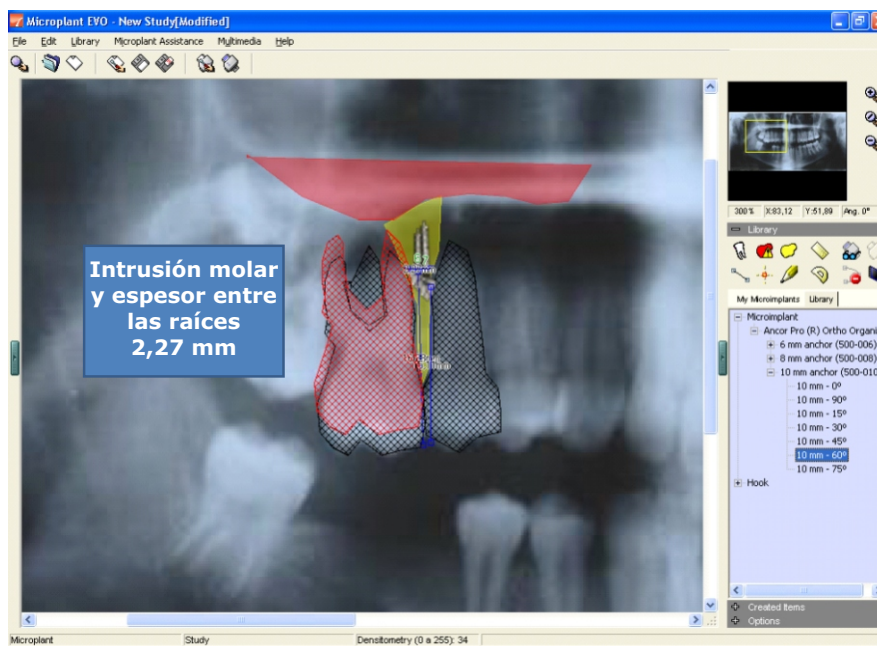 Microplant EVO - New Study[Modified]
File Edit Library Microplant Assistance Multimedia Help
300 % X:83,12 Y:51,89 Ang. 0°
Library
Intrusión molar
y espesor entre
las raíces
2,27 mm
My Microimplants Library
Microimplant
Ancor Pro (R) Ortho Organi
6 mm anchor (500-006)
8 mm anchor (500-008)
10 mm anchor (500-010
10 mm - 0º
10 mm - 90º
10 mm - 15º
10 mm - 30º
10 mm - 45º
10 mm - 60º
10 mm - 75º
Hook
Created Items
Options
Microplant Study Densitometry (0 a 255): 34